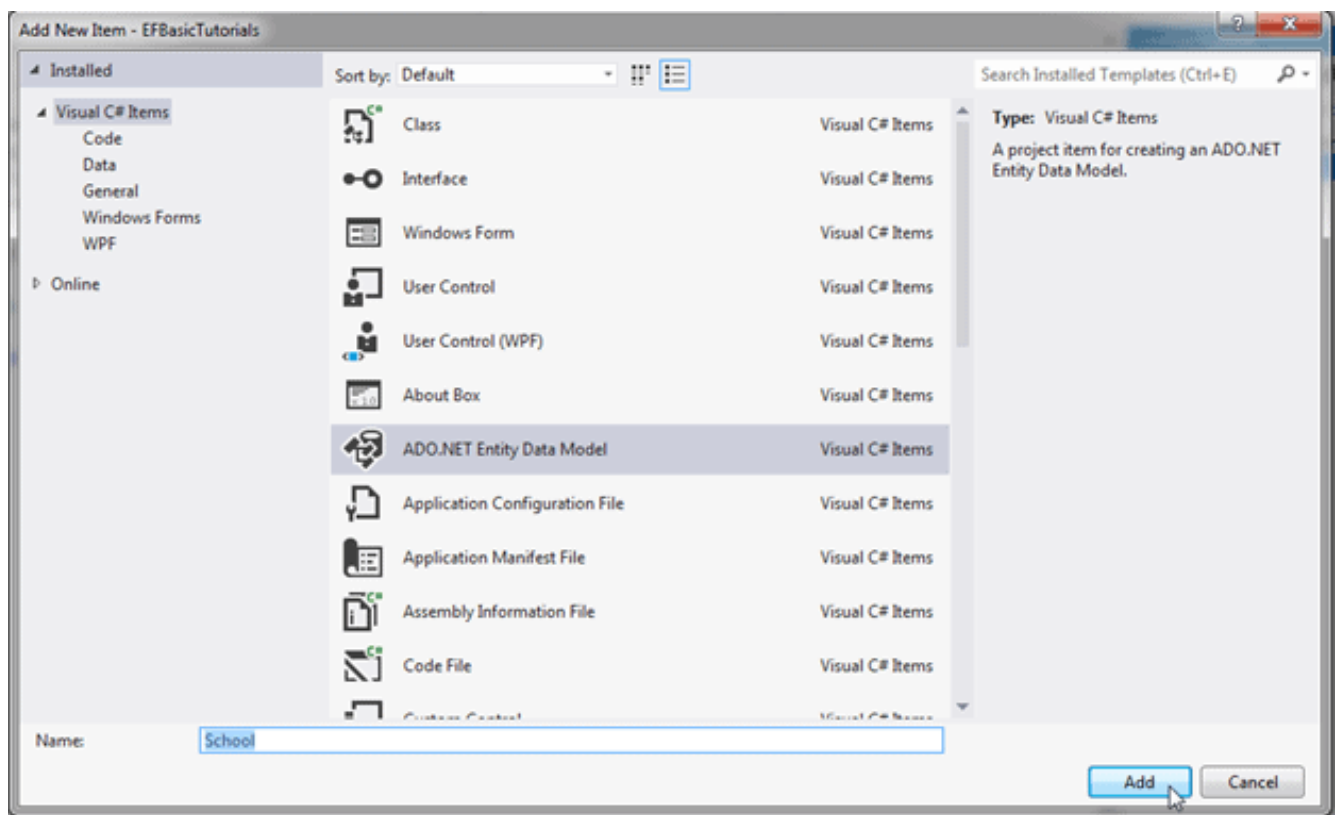 Add New Item - EFBasicTutorials
Installed
Sort by: Default
Search Installed Templates (Ctrl+E)
Visual C# Items
Code
Data
General
Windows Forms
WPF
Online
Class Visual C# Items
Interface Visual C# Items
Windows Form Visual C# Items
User Control Visual C# Items
User Control (WPF) Visual C# Items
About Box Visual C# Items
ADO.NET Entity Data Model Visual C# Items
Application Configuration File Visual C# Items
Application Manifest File Visual C# Items
Assembly Information File Visual C# Items
Code File Visual C# Items
Custom Control Visual C# Items
Type: Visual C# Items
A project item for creating an ADO.NET
Entity Data Model.
Name: School
Add Cancel